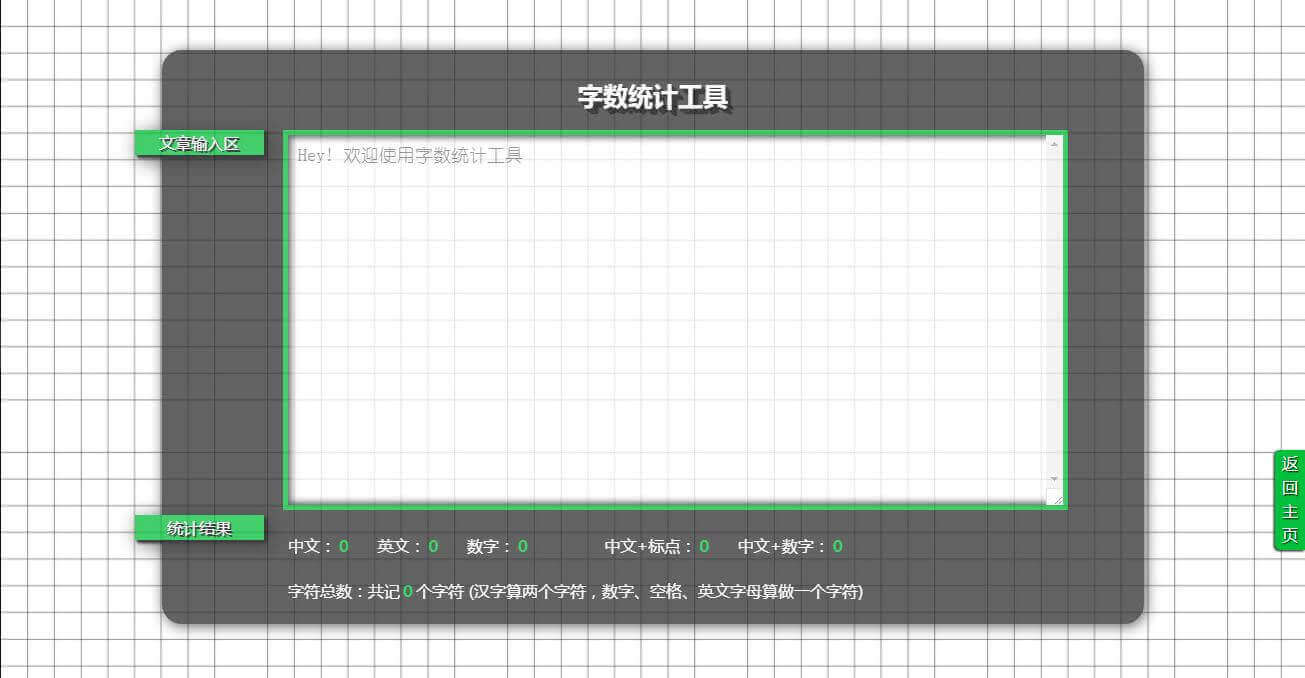 字数统计工具
文章输入区
Hey! 欢迎使用字数统计工具
返回主页
统计结果
中文：0 英文：0 数字：0 中文+标点：0 中文+数字：0
字符总数：共记 0 个字符 (汉字算两个字符，数字、空格、英文字母算做一个字符)